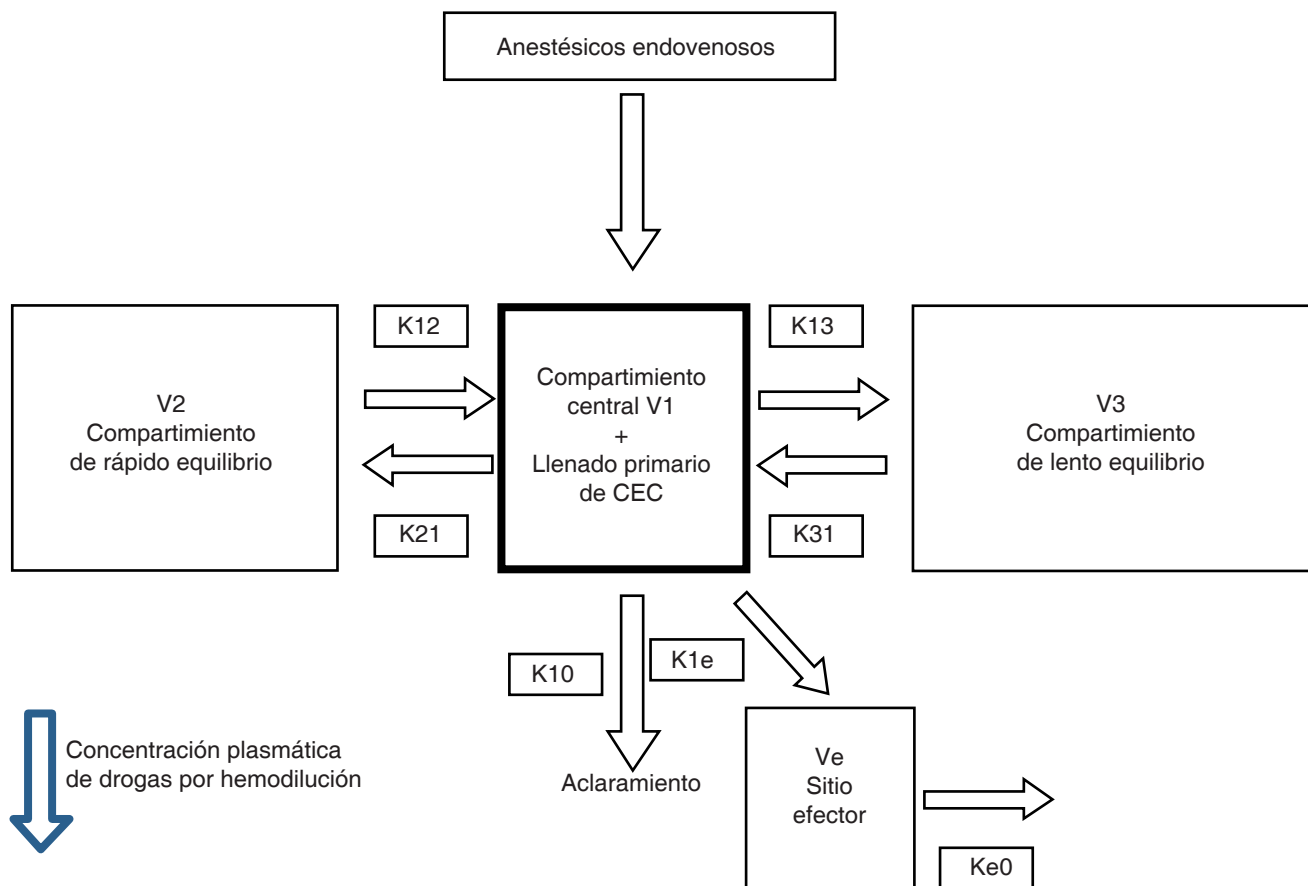 Anestésicos endovenosos
K12
K13
V2
Compartimiento
de rápido equilibrio
Compartimiento
central V1
+
Llenado primario
de CEC
V3
Compartimiento
de lento equilibrio
K21
K31
K10
K1e
Concentración plasmática
de drogas por hemodilución
Aclaramiento
Ve
Sitio
efector
Ke0